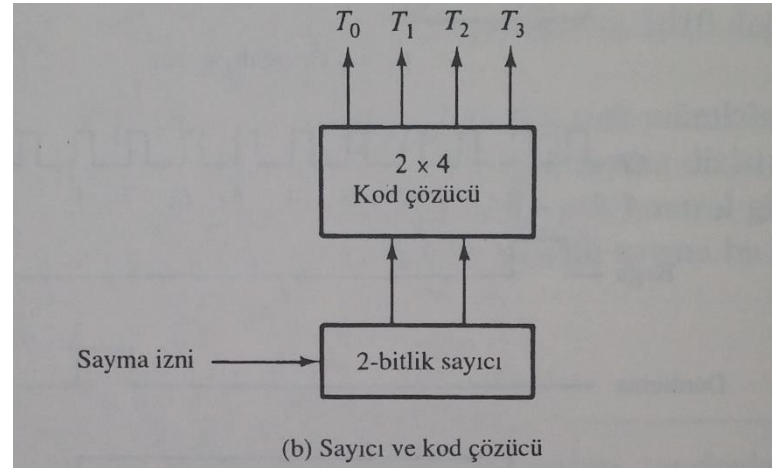 T0 T1 T2 T3
2 × 4
Kod çözücü
Sayma izni
2-bitlik sayıcı
(b) Sayıcı ve kod çözücü